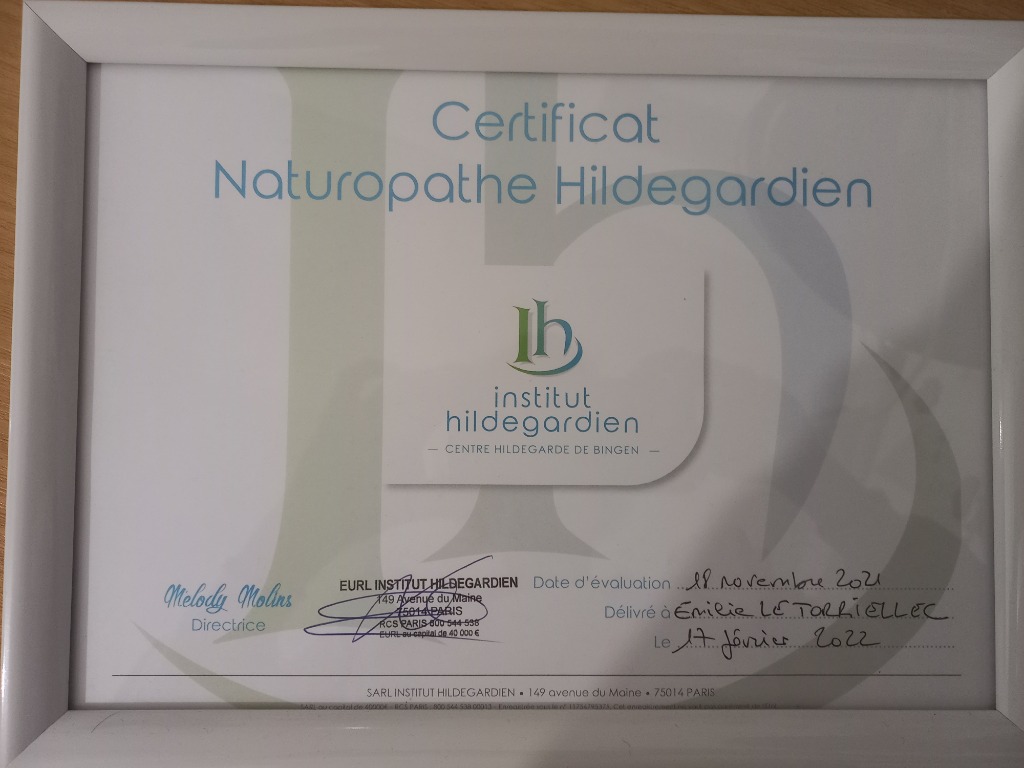 Certificat
Naturopathe Hildegardien
Ih
institut
hildegardien
— CENTRE HILDEGARDE DE BINGEN —
Melody Molins
Directrice
EURL INSTITUT HILDEGARDIEN
149 Avenue du Maine
75014 PARIS
RCS PARIS 800 544 538
EURL au capital de 40 000 €
Date d'évaluation 18 novembre 2021
Délivré à Emilie LE TORRIELLEC
Le 17 février 2022
SARL INSTITUT HILDEGARDIEN • 149 avenue du Maine • 75014 PARIS